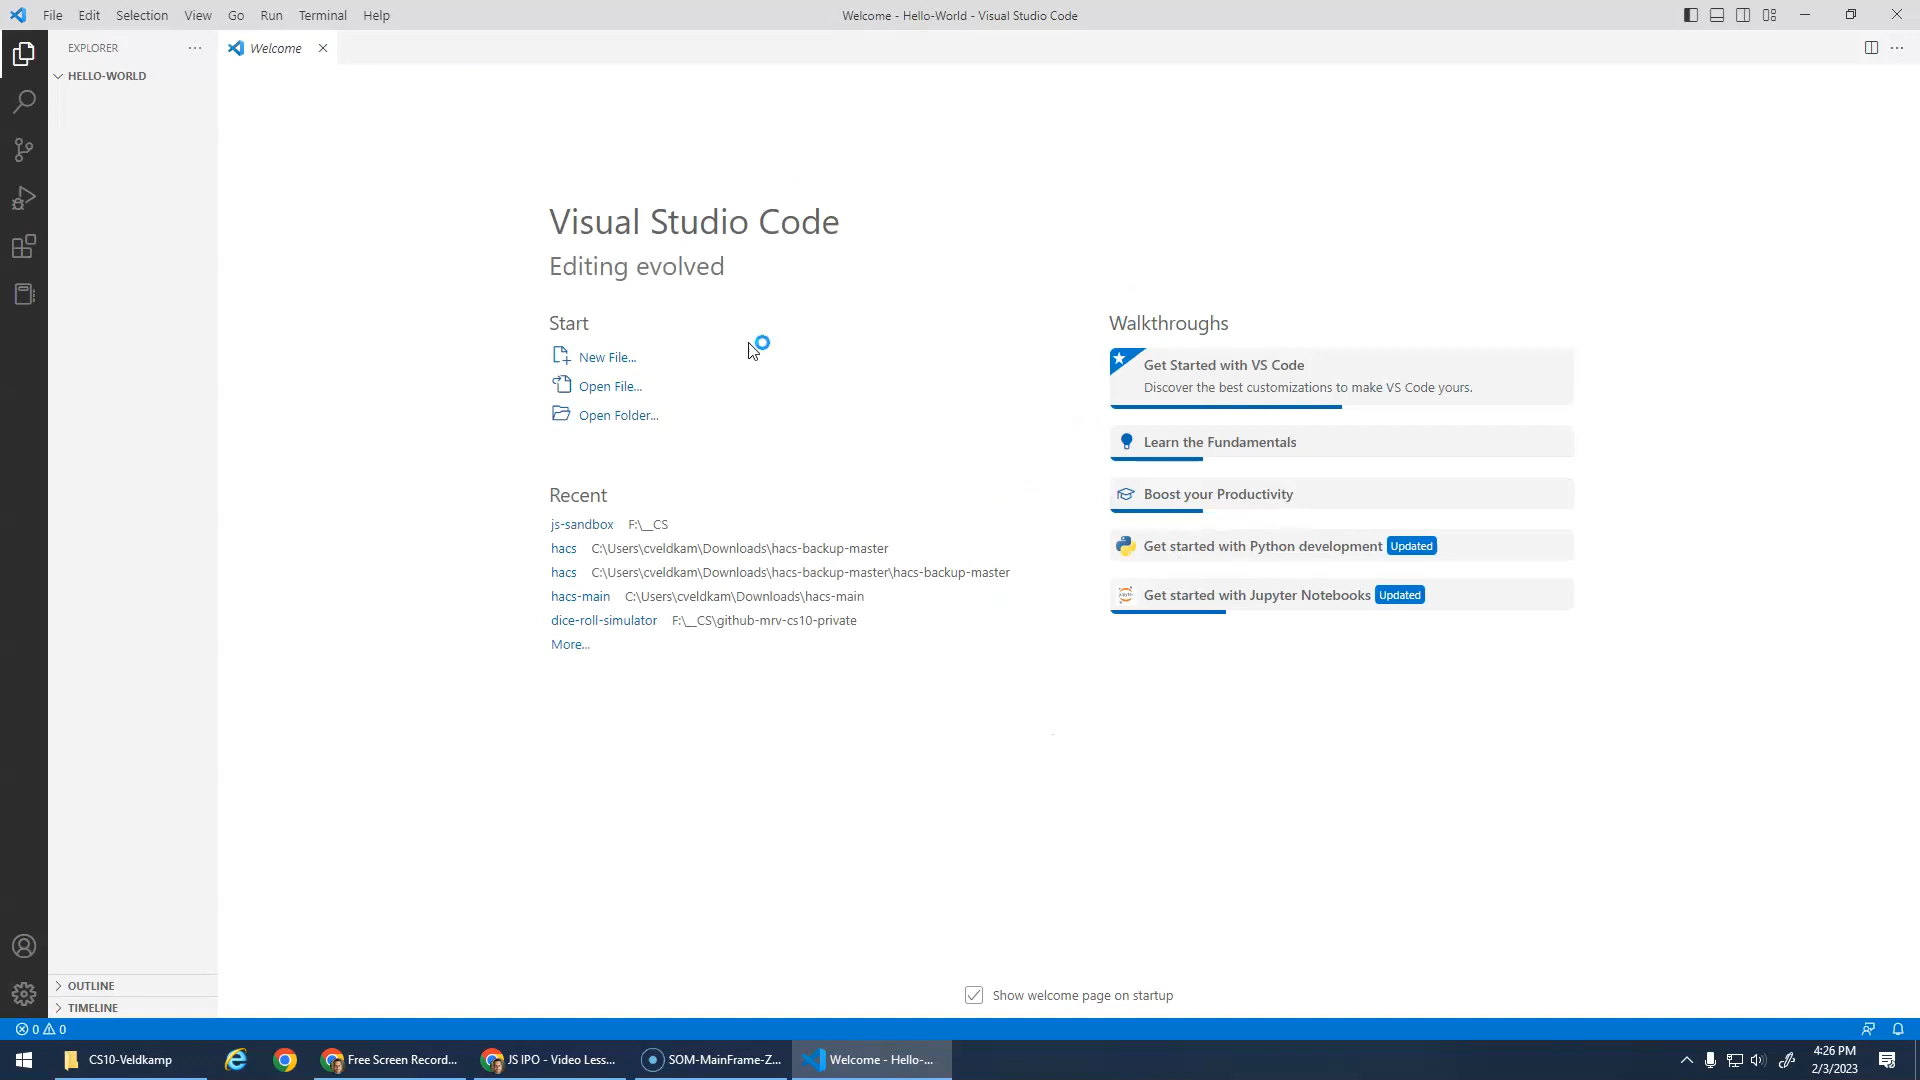 File Edit Selection View Go Run Terminal Help
Welcome - Hello-World - Visual Studio Code
EXPLORER
Welcome
HELLO-WORLD
Visual Studio Code
Editing evolved
Start
New File...
Open File...
Open Folder...
Recent
js-sandbox F:\__CS
hacs C:\Users\cveldkam\Downloads\hacs-backup-master
hacs C:\Users\cveldkam\Downloads\hacs-backup-master\hacs-backup-master
hacs-main C:\Users\cveldkam\Downloads\hacs-main
dice-roll-simulator F:\__CS\github-mrv-cs10-private
More...
Walkthroughs
Get Started with VS Code
Discover the best customizations to make VS Code yours.
Learn the Fundamentals
Boost your Productivity
Get started with Python development Updated
Get started with Jupyter Notebooks Updated
Show welcome page on startup
OUTLINE
TIMELINE
0 0
CS10-Veldkamp
Free Screen Record...
JS IPO - Video Less...
SOM-MainFrame-Z...
Welcome - Hello-...
4:26 PM
2/3/2023